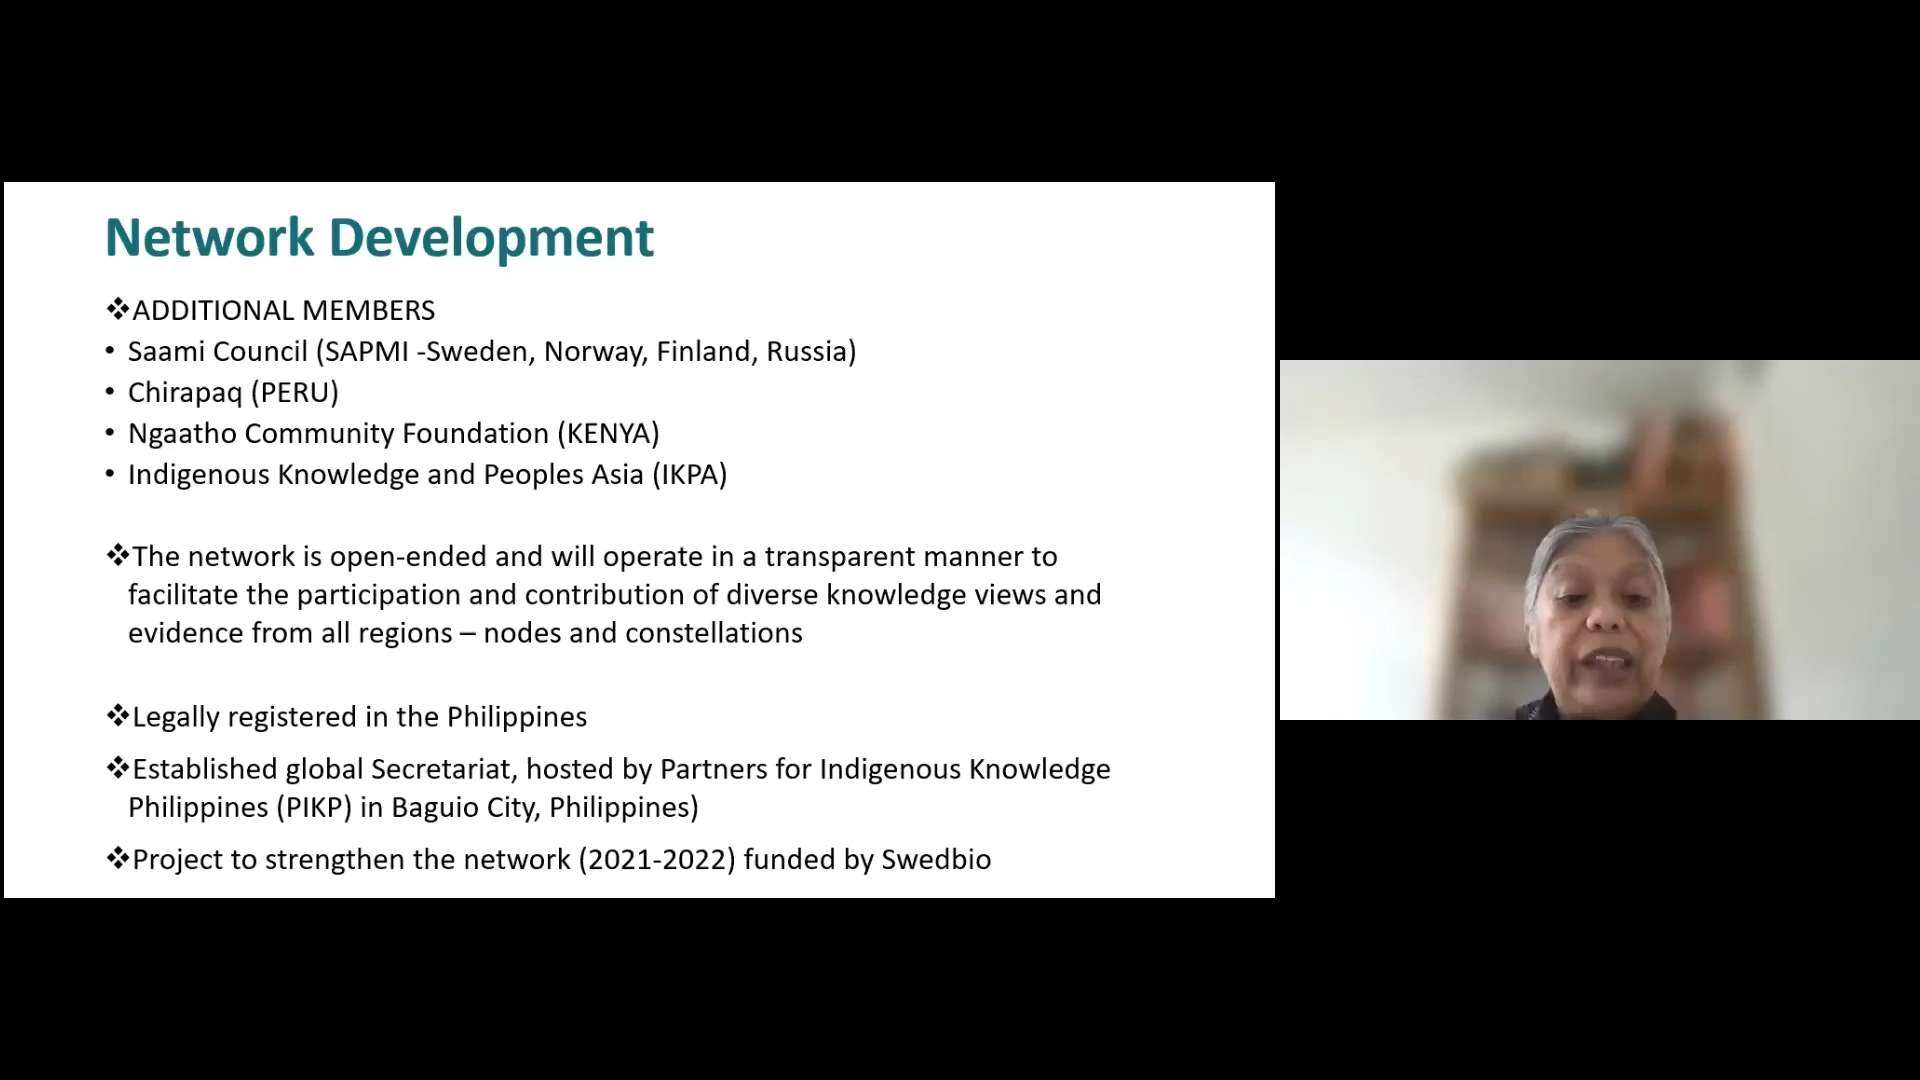 Network Development
❖ADDITIONAL MEMBERS
• Saami Council (SAPMI -Sweden, Norway, Finland, Russia)
• Chirapaq (PERU)
• Ngaatho Community Foundation (KENYA)
• Indigenous Knowledge and Peoples Asia (IKPA)
❖The network is open-ended and will operate in a transparent manner to
facilitate the participation and contribution of diverse knowledge views and
evidence from all regions – nodes and constellations
❖Legally registered in the Philippines
❖Established global Secretariat, hosted by Partners for Indigenous Knowledge
Philippines (PIKP) in Baguio City, Philippines)
❖Project to strengthen the network (2021-2022) funded by Swedbio